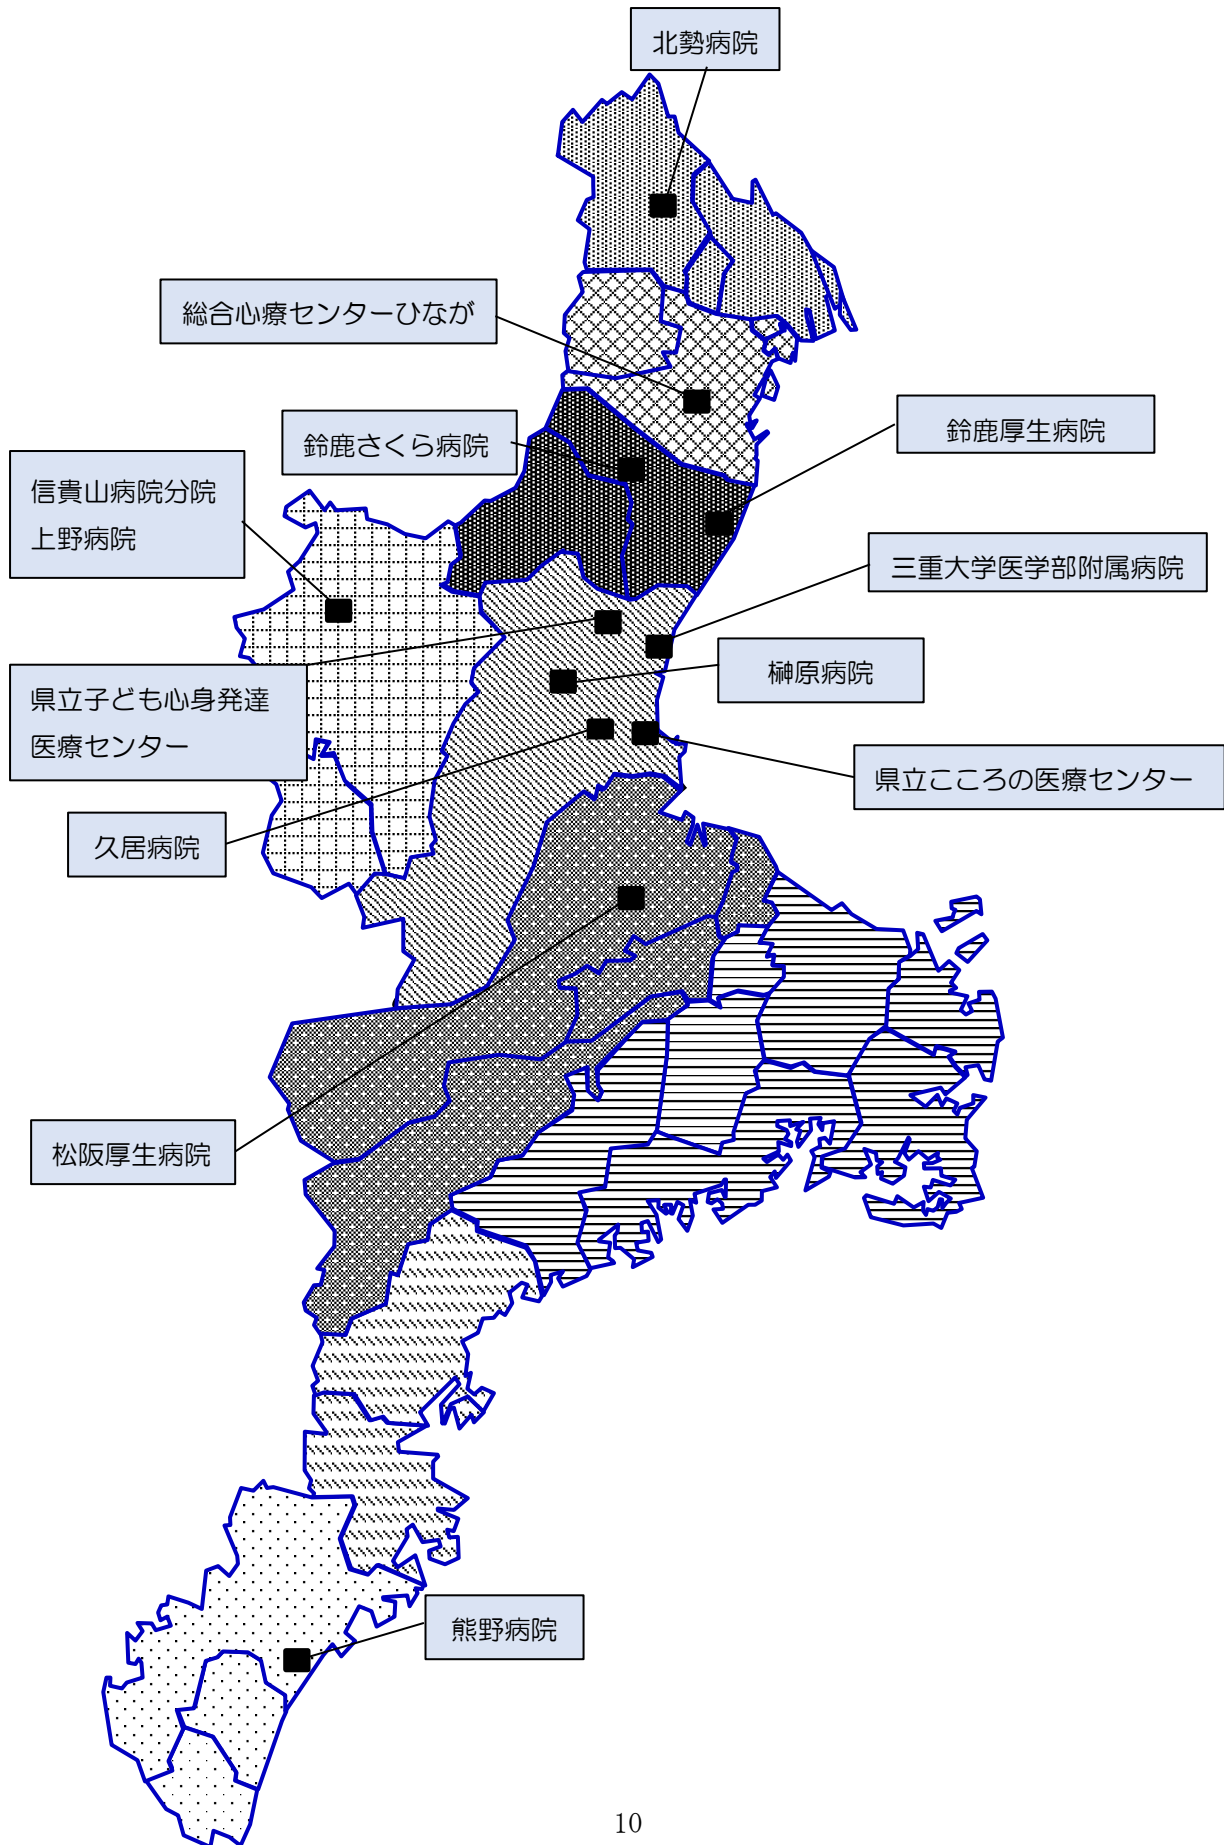 北勢病院
総合心療センターひなが
鈴鹿さくら病院
鈴鹿厚生病院
信貴山病院分院
上野病院
三重大学医学部附属病院
榊原病院
県立子ども心身発達
医療センター
県立こころの医療センター
久居病院
松阪厚生病院
熊野病院
10